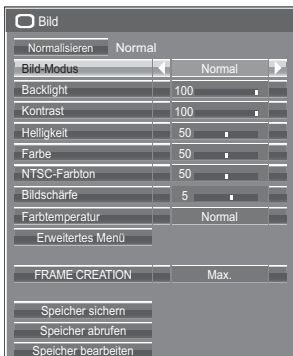 Bild
Normalisieren Normal
Bild-Modus Normal
Backlight 100
Kontrast 100
Helligkeit 50
Farbe 50
NTSC-Farbton 50
Bildschärfe 5
Farbtemperatur Normal
Erweitertes Menü
FRAME CREATION Max.
Speicher sichern
Speicher abrufen
Speicher bearbeiten